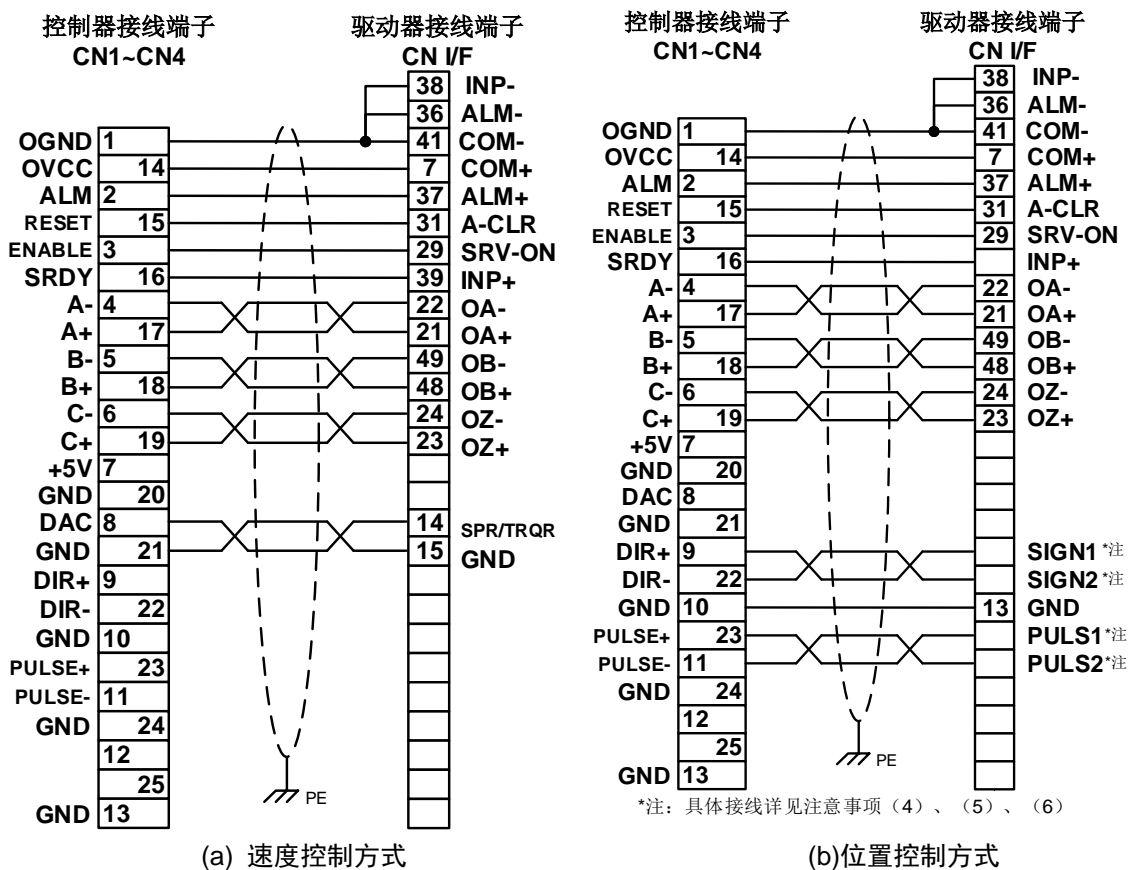 控制器接线端子 驱动器接线端子
CN1~CN4 CN I/F
38 INP-
36 ALM-
OGND 1 41 COM-
OVCC 14 7 COM+
ALM 2 37 ALM+
RESET 15 31 A-CLR
ENABLE 3 29 SRV-ON
SRDY 16 39 INP+
A- 4 22 OA-
A+ 17 21 OA+
B- 5 49 OB-
B+ 18 48 OB+
C- 6 24 OZ-
C+ 19 23 OZ+
+5V 7
GND 20
DAC 8 14 SPR/TRQR
GND 21 15 GND
DIR+ 9
DIR- 22
GND 10
PULSE+ 23
PULSE- 11
GND 24
12
25
GND 13
PE
(a) 速度控制方式
控制器接线端子 驱动器接线端子
CN1~CN4 CN I/F
38 INP-
36 ALM-
OGND 1 41 COM-
OVCC 14 7 COM+
ALM 2 37 ALM+
RESET 15 31 A-CLR
ENABLE 3 29 SRV-ON
SRDY 16 INP+
A- 4 22 OA-
A+ 17 21 OA+
B- 5 49 OB-
B+ 18 48 OB+
C- 6 24 OZ-
C+ 19 23 OZ+
+5V 7
GND 20
DAC 8
GND 21
DIR+ 9 SIGN1 *注
DIR- 22 SIGN2 *注
GND 10 13 GND
PULSE+ 23 PULS1 *注
PULSE- 11 PULS2 *注
GND 24
12
25
GND 13
PE
*注：具体接线详见注意事项（4）、（5）、（6）
(b)位置控制方式